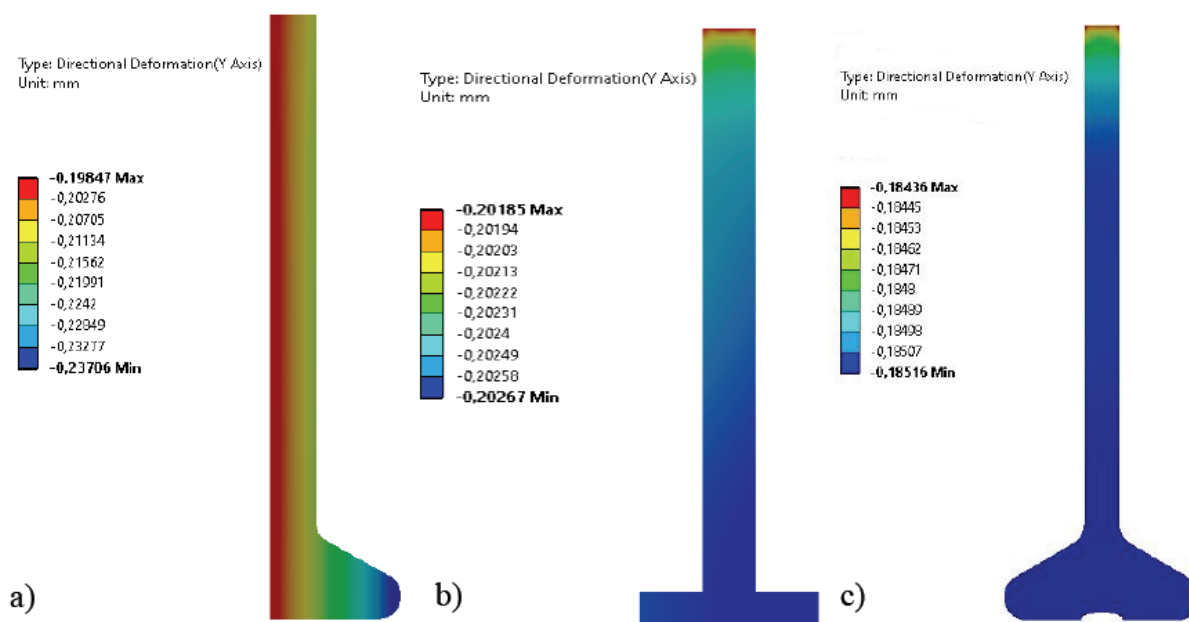 Type: Directional Deformation(Y Axis)
Unit: mm
-0,19847 Max
-0,20276
-0,20705
-0,21134
-0,21562
-0,21991
-0,2242
-0,22849
-0,23277
-0,23706 Min
a)
Type: Directional Deformation(Y Axis)
Unit: mm
-0,20185 Max
-0,20194
-0,20203
-0,20213
-0,20222
-0,20231
-0,2024
-0,20249
-0,20258
-0,20267 Min
b)
Type: Directional Deformation(Y Axis)
Unit: mm
-0,18436 Max
-0,18445
-0,18453
-0,18462
-0,18471
-0,1848
-0,18489
-0,18498
-0,18507
-0,18516 Min
c)